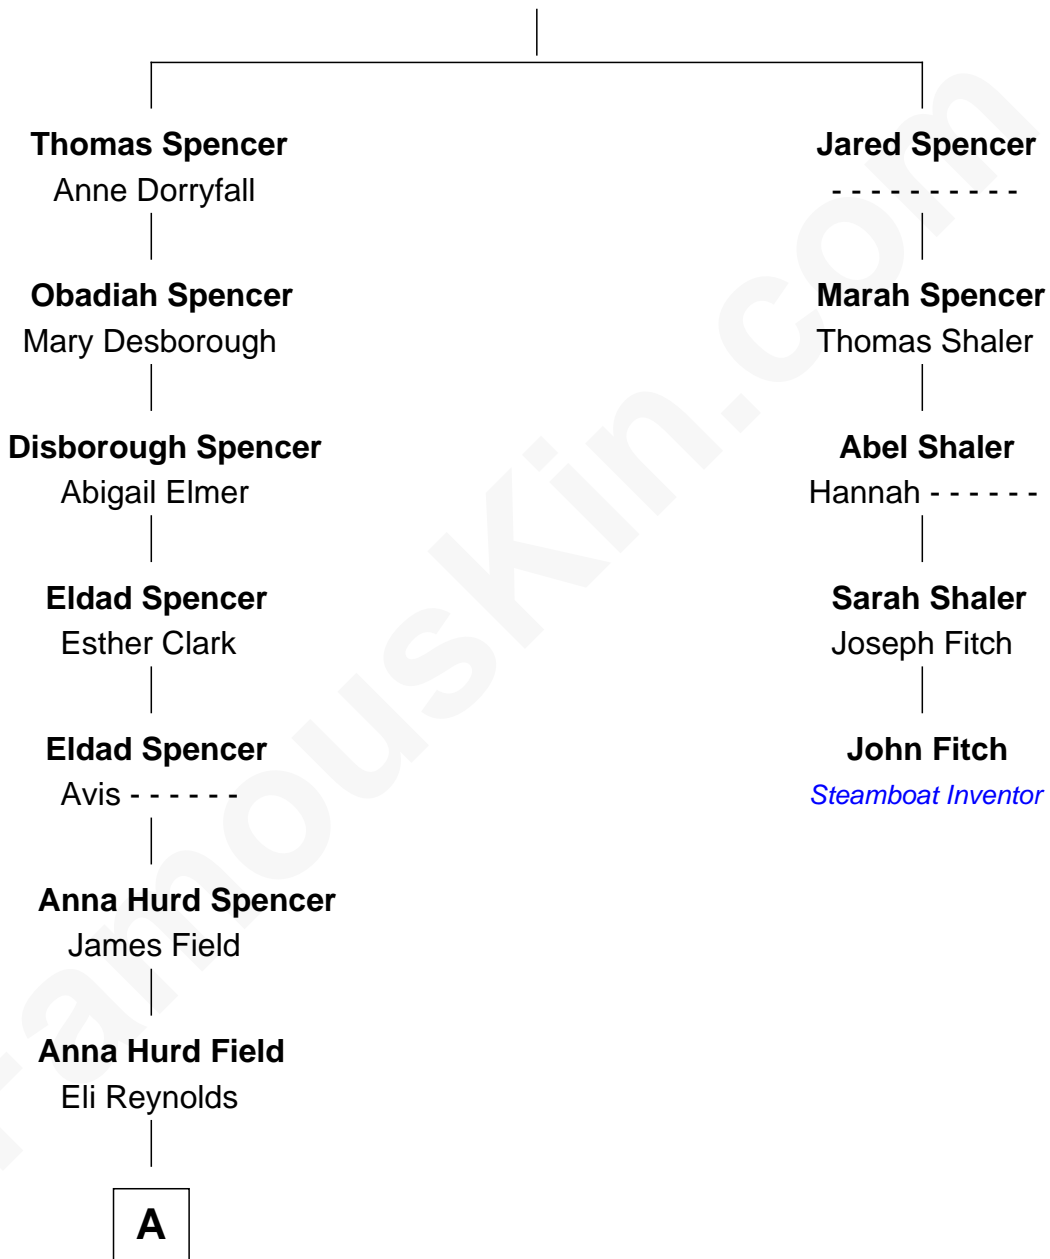 Thomas Spencer
Anne Dorryfall
Obadiah Spencer
Mary Desborough
Disborough Spencer
Abigail Elmer
Eldad Spencer
Esther Clark
Eldad Spencer
Avis - - - - - -
Anna Hurd Spencer
James Field
Anna Hurd Field
Eli Reynolds
A
Jared Spencer
- - - - - - - - - -
Marah Spencer
Thomas Shaler
Abel Shaler
Hannah - - - - - -
Sarah Shaler
Joseph Fitch
John Fitch
Steamboat Inventor
FamousKin.com